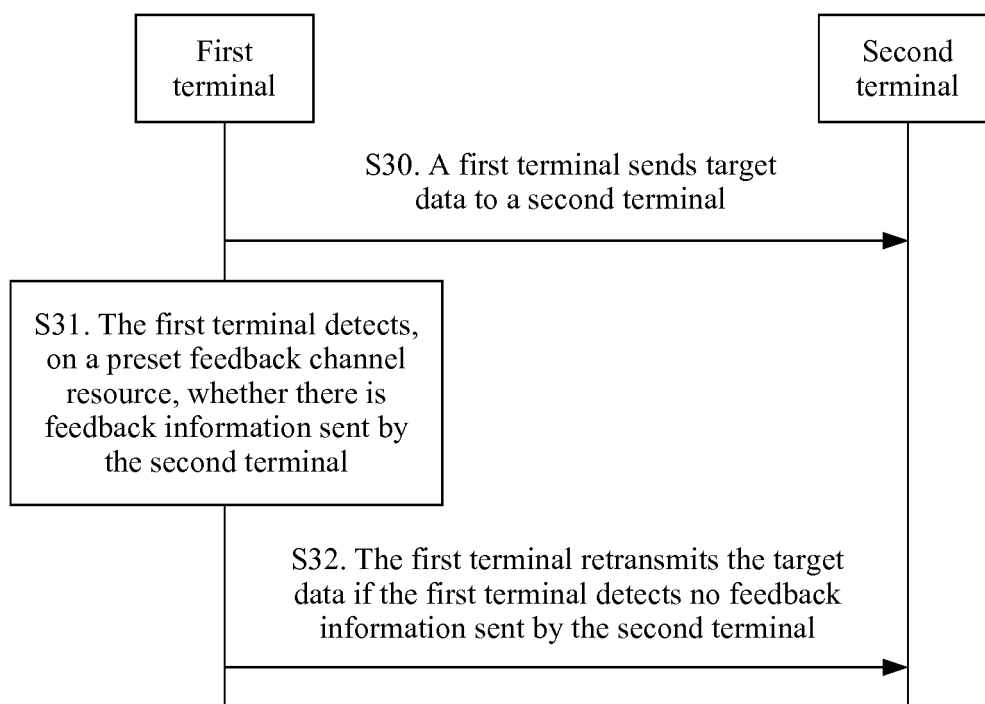 First
terminal
Second
terminal
S30. A first terminal sends target
data to a second terminal
S31. The first terminal detects,
on a preset feedback channel
resource, whether there is
feedback information sent by
the second terminal
S32. The first terminal retransmits the target
data if the first terminal detects no feedback
information sent by the second terminal